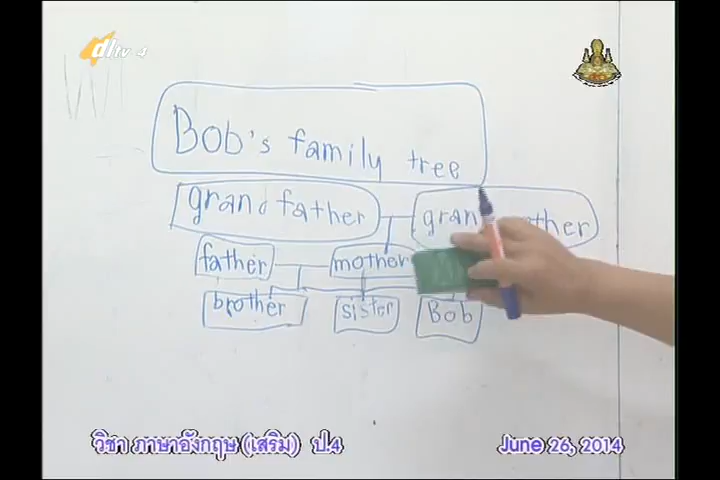 dltv 4
Bob's family tree
grandfather
father mother
brother sister Bob
วิชา ภาษาอังกฤษ (เสริม) ป.4 June 26, 2014